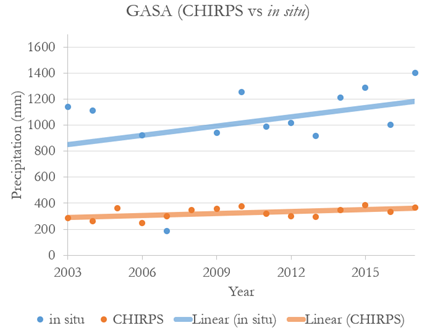 GASA (CHIRPS vs in situ)
1600
1400
1200
1000
800
600
400
200
0
Precipitation (mm)
2003 2006 2009 2012 2015
Year
in situ CHIRPS Linear (in situ) Linear (CHIRPS)